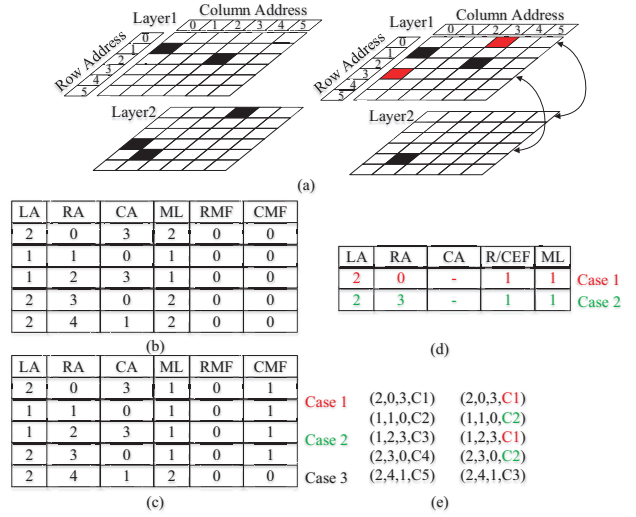 Column Address
Layer1
0 1 2 3 4 5
Row Address
0
1
2
3
4
5
Layer2
Column Address
Layer1
0 1 2 3 4 5
Row Address
0
1
2
3
4
5
Layer2
(a)
LA RA CA ML RMF CMF
2 0 3 2 0 0
1 1 0 1 0 0
1 2 3 1 0 0
2 3 0 2 0 0
2 4 1 2 0 0
(b)
LA RA CA R/CEF ML
2 0 - 1 1 Case 1
2 3 - 1 1 Case 2
(d)
LA RA CA ML RMF CMF
2 0 3 1 0 1 Case 1
1 1 0 1 0 1
1 2 3 1 0 1 Case 2
2 3 0 1 0 1
2 4 1 2 0 0 Case 3
(c)
(2,0,3,C1) (2,0,3,C1)
(1,1,0,C2) (1,1,0,C2)
(1,2,3,C3) (1,2,3,C1)
(2,3,0,C4) (2,3,0,C2)
(2,4,1,C5) (2,4,1,C3)
(e)